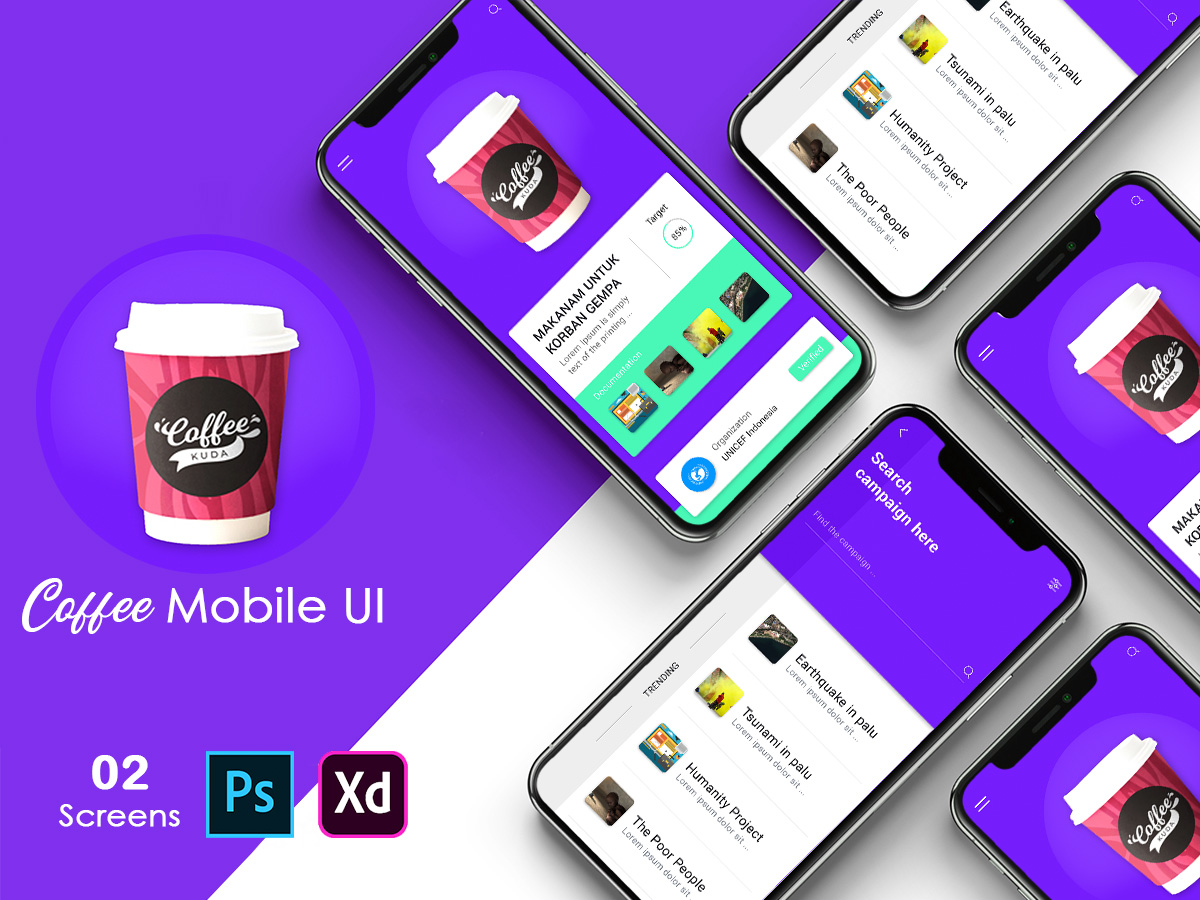 Coffee
KUDA
Coffee Mobile UI
02
Screens
Ps
Xd
Coffee
KUDA
Target
85%
MAKANAM UNTUK
KORBAN GEMPA
Lorem Ipsum is simply
text of the printing ...
Documentation
Verified
Organization
UNICEF Indonesia
TRENDING
Earthquake in palu
Lorem ipsum dolor sit ...
Tsunami in palu
Lorem ipsum dolor sit ...
Humanity Project
Lorem ipsum dolor sit ...
The Poor People
Lorem ipsum dolor sit ...
Search
campaign here
Find the campaign ...
TRENDING
Earthquake in palu
Lorem ipsum dolor sit ...
Tsunami in palu
Lorem ipsum dolor sit ...
Humanity Project
Lorem ipsum dolor sit ...
The Poor People
Lorem ipsum dolor sit ...
Coffee
KUDA
MAKA
KOR
Coffee
KUDA